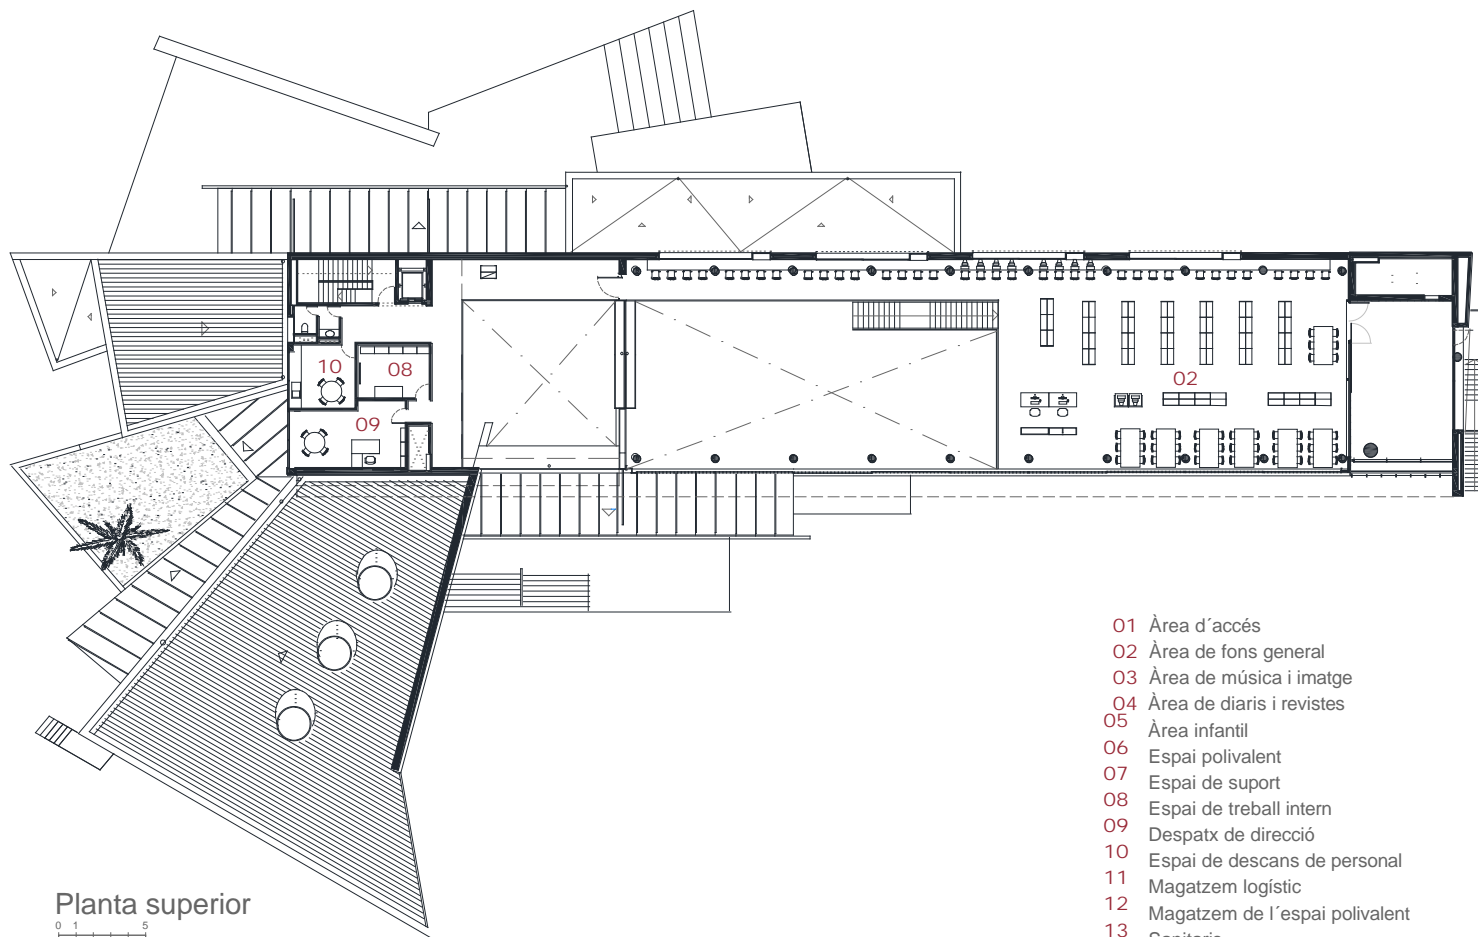 10
08
02
09
01 Àrea d´accés
02 Àrea de fons general
03 Àrea de música i imatge
04 Àrea de diaris i revistes
05 Àrea infantil
06 Espai polivalent
07 Espai de suport
08 Espai de treball intern
09 Despatx de direcció
10 Espai de descans de personal
11 Magatzem logístic
12 Magatzem de l´espai polivalent
13
Planta superior
0 1 5